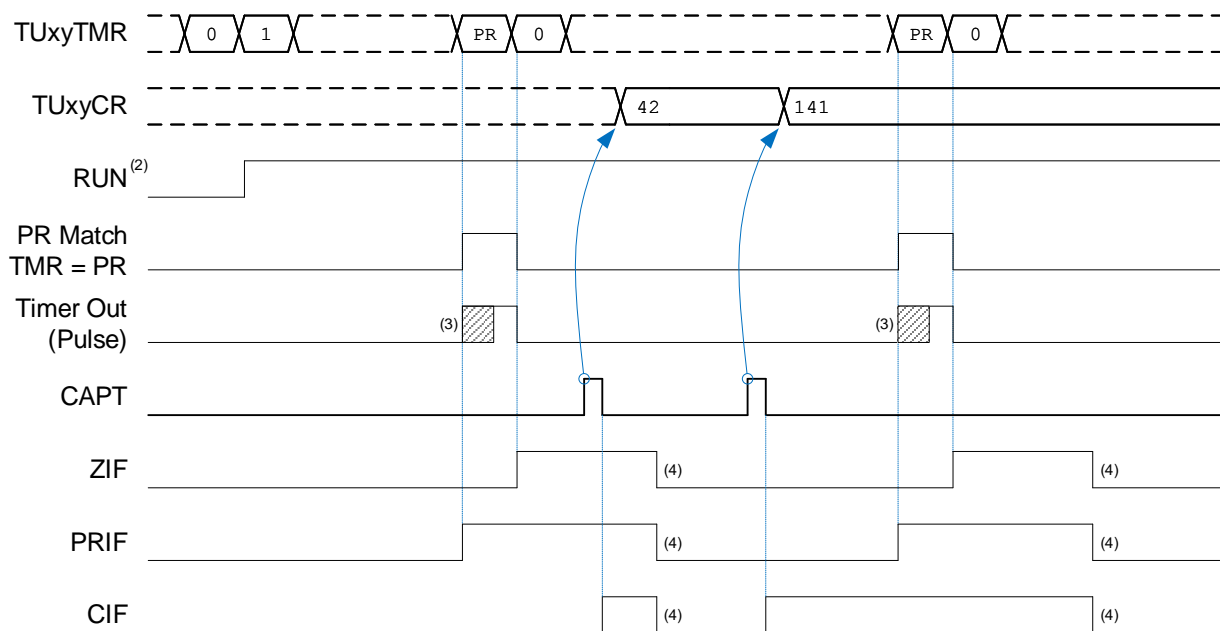 TUxyTMR 0 1 PR 0 PR 0
TUxyCR 42 141
RUN (2)
PR Match
TMR = PR
Timer Out
(Pulse) (3) (3)
CAPT
ZIF (4) (4)
PRIF (4) (4)
CIF (4) (4)